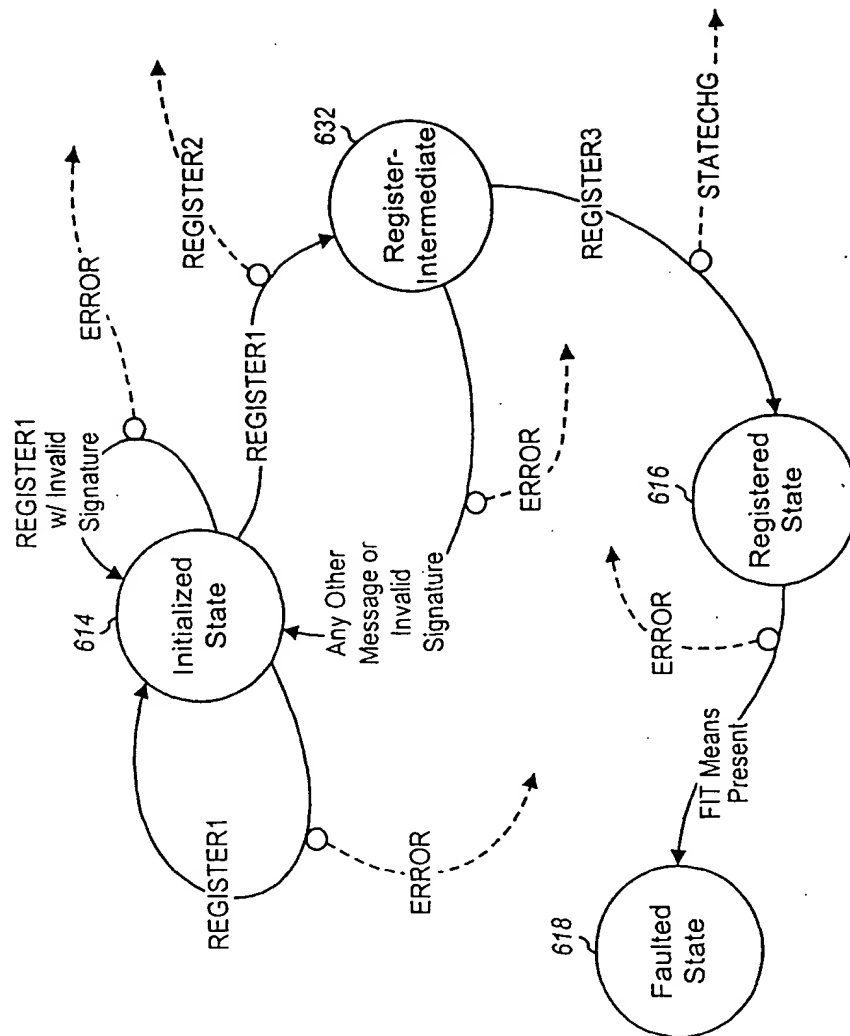 614
Initialized
State
REGISTER1
w/ Invalid
Signature
ERROR
REGISTER1
ERROR
REGISTER1
REGISTER2
632
Register-
Intermediate
Any Other
Message or
Invalid
Signature
ERROR
REGISTER3
STATECHG
616
Registered
State
ERROR
FIT Means
Present
618
Faulted
State